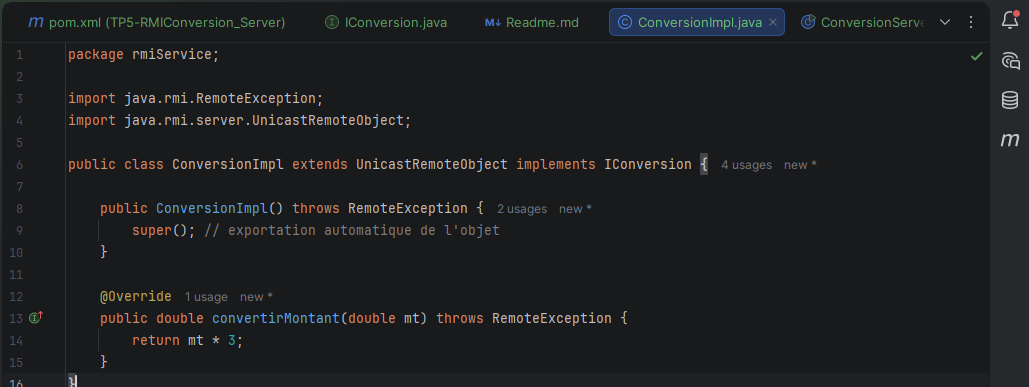 m pom.xml (TP5-RMIConversion_Server) IConversion.java M↓ Readme.md ConversionImpl.java ConversionServe
1 package rmiService;
2
3 import java.rmi.RemoteException;
4 import java.rmi.server.UnicastRemoteObject;
5
6 public class ConversionImpl extends UnicastRemoteObject implements IConversion { 4 usages new *
7
8 public ConversionImpl() throws RemoteException { 2 usages new *
9 super(); // exportation automatique de l'objet
10 }
11
12 @Override 1 usage new *
13 public double convertirMontant(double mt) throws RemoteException {
14 return mt * 3;
15 }
16 }